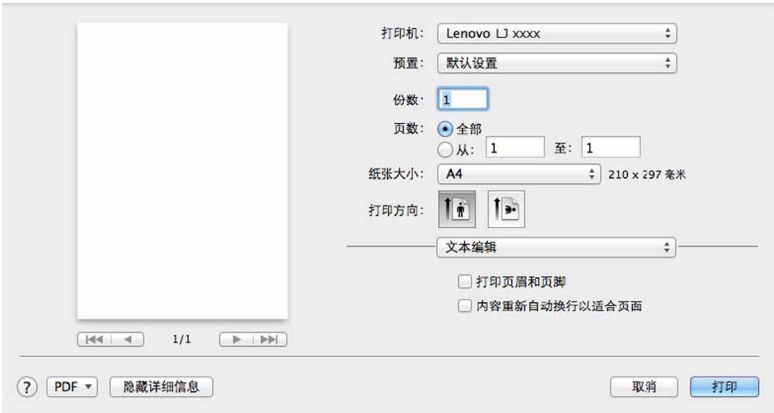 打印机: Lenovo LJ xxxx
预置: 默认设置
份数: 1
页数: 全部
从: 1 至: 1
纸张大小: A4 210 x 297 毫米
打印方向:
文本编辑
打印页眉和页脚
内容重新自动换行以适合页面
1/1
? PDF 隐藏详细信息 取消 打印